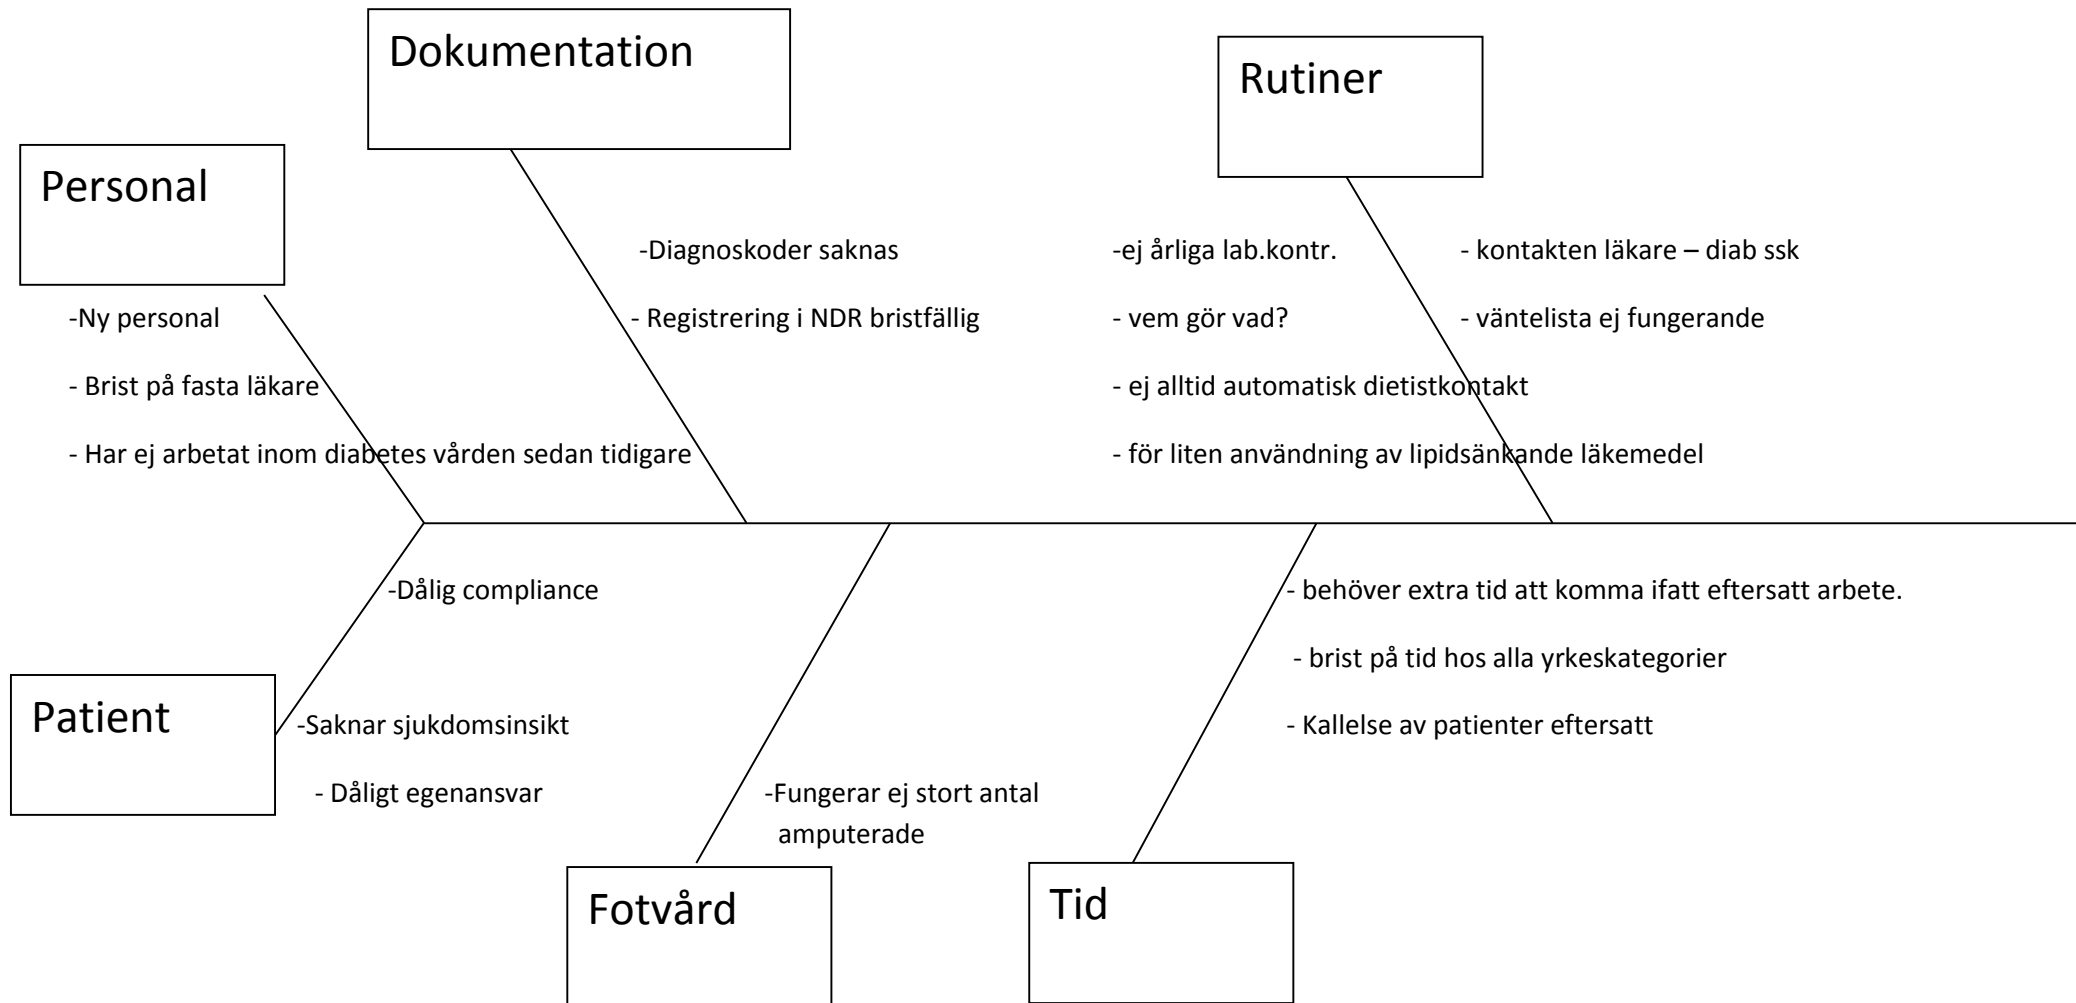 Dokumentation
Rutiner
Personal
-Diagnoskoder saknas
- Registrering i NDR bristfällig
-ej årliga lab.kontr.
- vem gör vad?
- ej alltid automatisk dietistkontakt
- för liten användning av lipidsänkande läkemedel
- kontakten läkare – diab ssk
- väntelista ej fungerande
-Ny personal
- Brist på fasta läkare
- Har ej arbetat inom diabetes vården sedan tidigare
-Dålig compliance
-Saknar sjukdomsinsikt
- Dåligt egenansvar
Patient
-Fungerar ej stort antal
amputerade
Fotvård
- behöver extra tid att komma ifatt eftersatt arbete.
- brist på tid hos alla yrkeskategorier
- Kallelse av patienter eftersatt
Tid